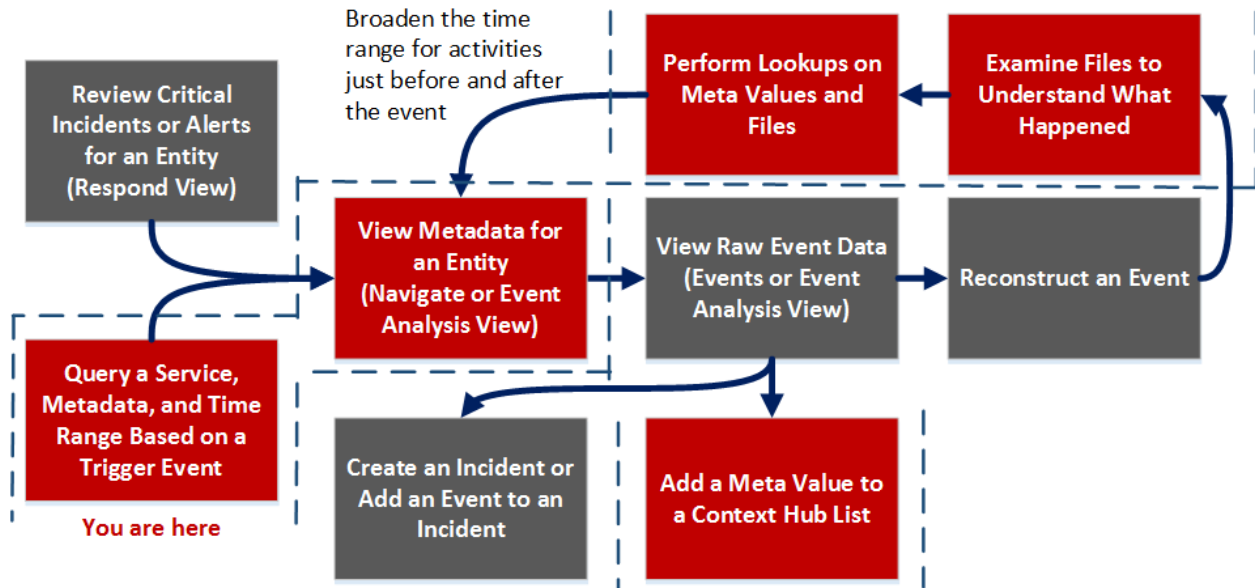 Review Critical
Incidents or Alerts
for an Entity
(Respond View)
Broaden the time
range for activities
just before and after
the event
Perform Lookups on
Meta Values and
Files
Examine Files to
Understand What
Happened
View Metadata for
an Entity
(Navigate or Event
Analysis View)
View Raw Event Data
(Events or Event
Analysis View)
Reconstruct an Event
Query a Service,
Metadata, and Time
Range Based on a
Trigger Event
You are here
Create an Incident or
Add an Event to an
Incident
Add a Meta Value to
a Context Hub List